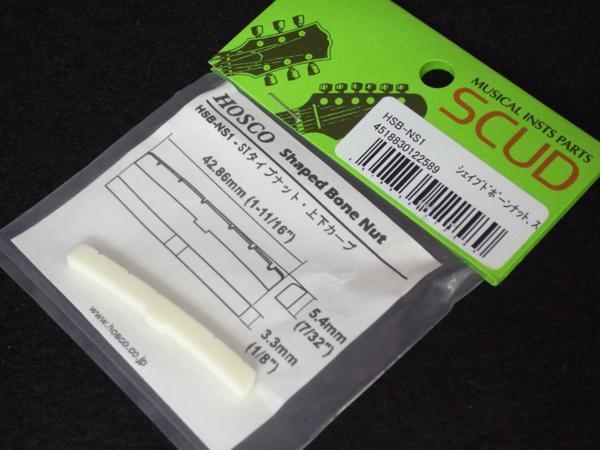 MUSICAL INSTS PARTS
SCUD
HSB-NS1
4518830122589
シェイプト・ボーンナット、ス
HOSCO Shaped Bone Nut
HSB-NS1 - STタイプナット・上下カーブ
42.86mm (1-11/16")
5.4mm
(7/32")
3.3mm
(1/8")
www.hosco.co.jp